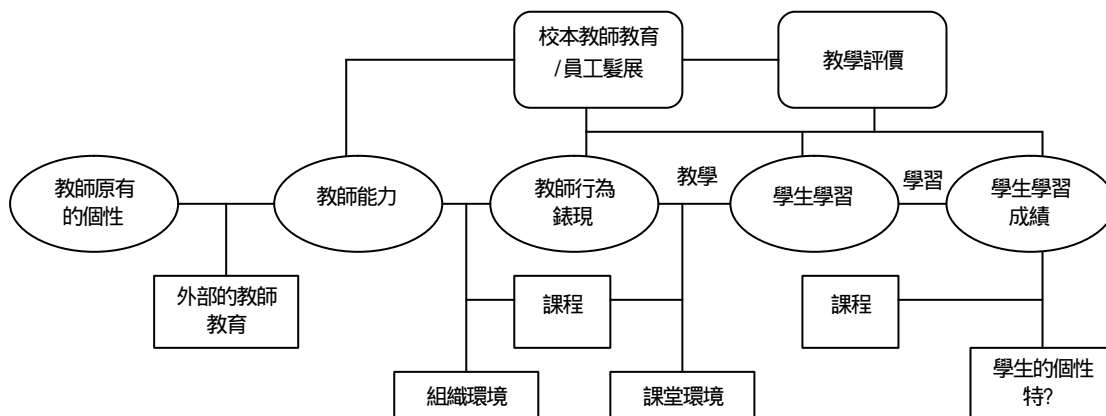 校本教師教育
/員工髮展
教學評價
教師原有
的個性
教師能力
教師行為
錶現
教學
學生學習
學習
學生學習
成績
外部的教師
教育
課程
課程
組織環境
課堂環境
學生的個性
特?